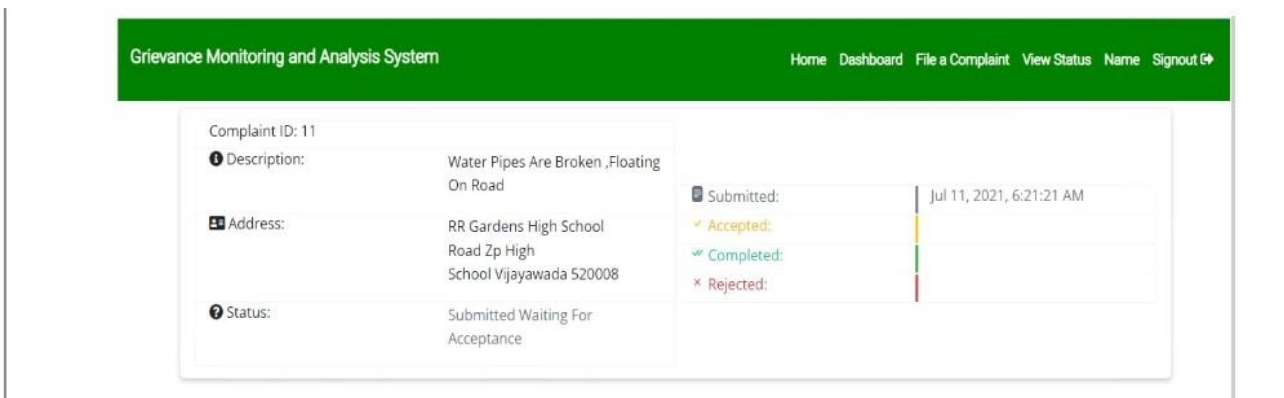 Grievance Monitoring and Analysis System
Home Dashboard File a Complaint View Status Name Signout
Complaint ID: 11
Description:
Water Pipes Are Broken ,Floating
On Road
Address:
RR Gardens High School
Road Zp High
School Vijayawada 520008
Status:
Submitted Waiting For
Acceptance
Submitted:
Jul 11, 2021, 6:21:21 AM
Accepted:
Completed:
Rejected: